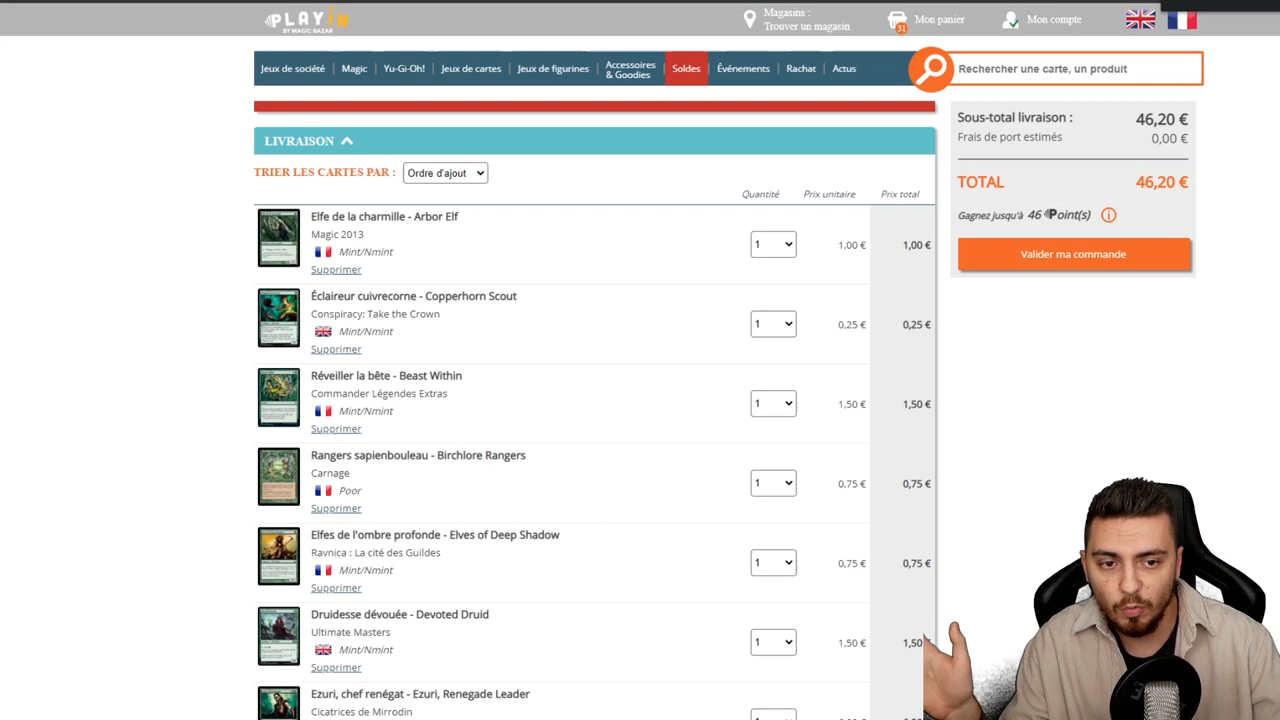 PLAYIN
BY MAGIC BAZAR
Magasins :
Trouver un magasin
31
Mon panier
Mon compte
Jeux de société
Magic
Yu-Gi-Oh!
Jeux de cartes
Jeux de figurines
Accessoires
& Goodies
Soldes
Événements
Rachat
Actus
Rechercher une carte, un produit
LIVRAISON
TRIER LES CARTES PAR :
Ordre d'ajout
Quantité
Prix unitaire
Prix total
Elfe de la charmille - Arbor Elf
Magic 2013
Mint/Nmint
Supprimer
1
1,00 €
1,00 €
Éclaireur cuivrecorne - Copperhorn Scout
Conspiracy: Take the Crown
Mint/Nmint
Supprimer
1
0,25 €
0,25 €
Réveiller la bête - Beast Within
Commander Légendes Extras
Mint/Nmint
Supprimer
1
1,50 €
1,50 €
Rangers sapienbouleau - Birchlore Rangers
Carnage
Poor
Supprimer
1
0,75 €
0,75 €
Elfes de l'ombre profonde - Elves of Deep Shadow
Ravnica : La cité des Guildes
Mint/Nmint
Supprimer
1
0,75 €
0,75 €
Druidesse dévouée - Devoted Druid
Ultimate Masters
Mint/Nmint
Supprimer
1
1,50 €
1,50
Ezuri, chef renégat - Ezuri, Renegade Leader
Cicatrices de Mirrodin
Sous-total livraison :
46,20 €
Frais de port estimés
0,00 €
TOTAL
46,20 €
Gagnez jusqu'à 46 Point(s)
Valider ma commande